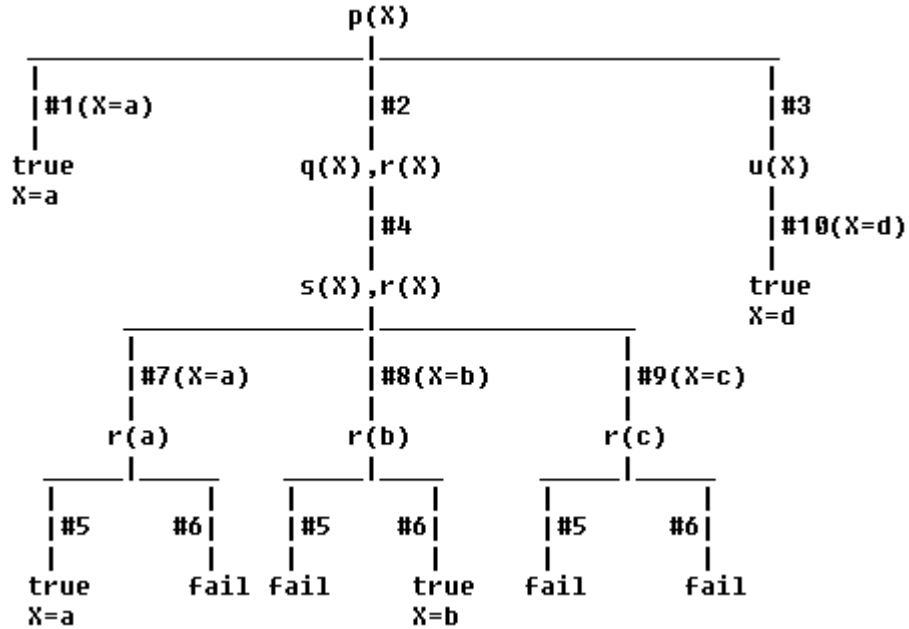 p(X)
#1(X=a) #2 #3
true q(X),r(X) u(X)
X=a
#4 #10(X=d)
s(X),r(X) true
X=d
#7(X=a) #8(X=b) #9(X=c)
r(a) r(b) r(c)
#5 #6 #5 #6 #5 #6
true fail fail true fail fail
X=a X=b